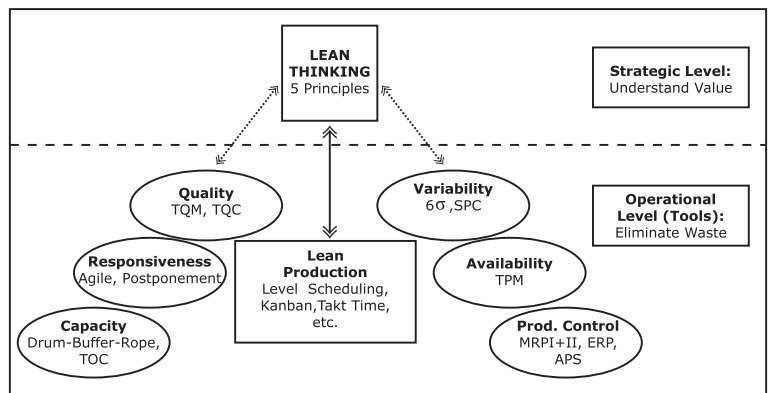 LEAN
THINKING
5 Principles
Strategic Level:
Understand Value
Quality
TQM, TQC
Variability
6σ ,SPC
Operational
Level (Tools):
Eliminate Waste
Responsiveness
Agile, Postponement
Lean
Production
Level Scheduling,
Kanban,Takt Time,
etc.
Availability
TPM
Capacity
Drum-Buffer-Rope,
TOC
Prod. Control
MRPI+II, ERP,
APS